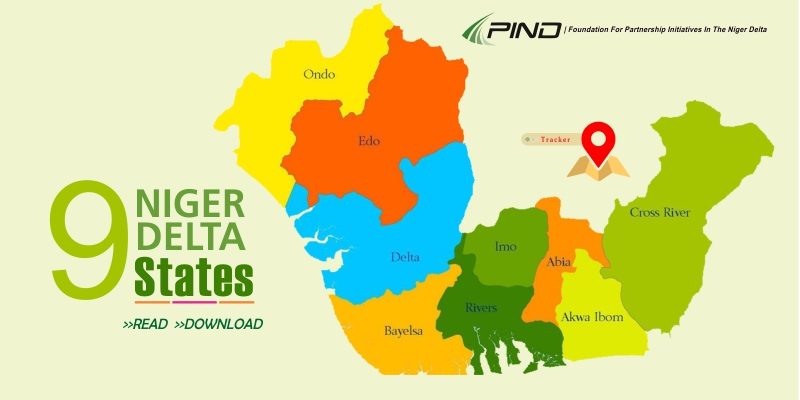 PIND | Foundation For Partnership Initiatives In The Niger Delta
Ondo
Edo
Tracker
9 NIGER
DELTA
States
>>READ >>DOWNLOAD
Cross River
Imo
Delta
Abia
Rivers
Bayelsa
Akwa Ibom